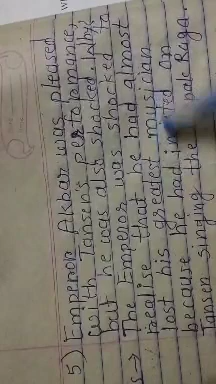 5) Emperor Akbar was pleased
with Tansen's performance,
but he was also shocked. Why?
→ The Emperor was shocked to
realise that he had almost
lost his greatest musician
because he had in on
Tansen singing the Raga.